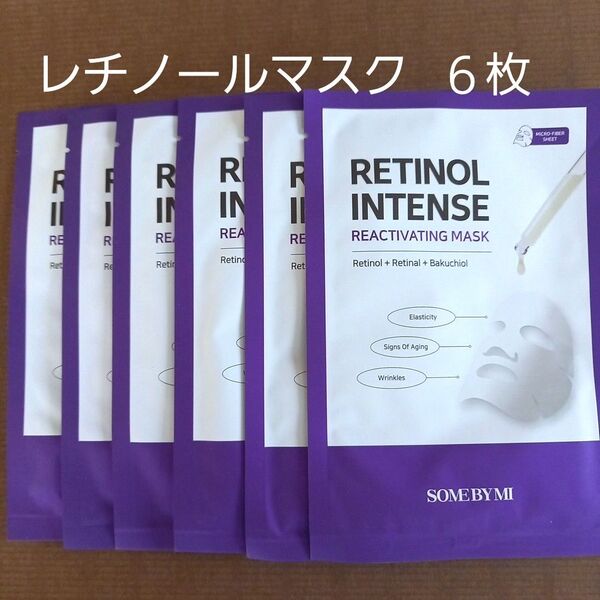 レチノールマスク 6枚
MICRO-FIBER
SHEET
RETINOL
INTENSE
REACTIVATING MASK
Retinol + Retinal + Bakuchiol
Elasticity
Signs Of Aging
Wrinkles
SOME BY MI